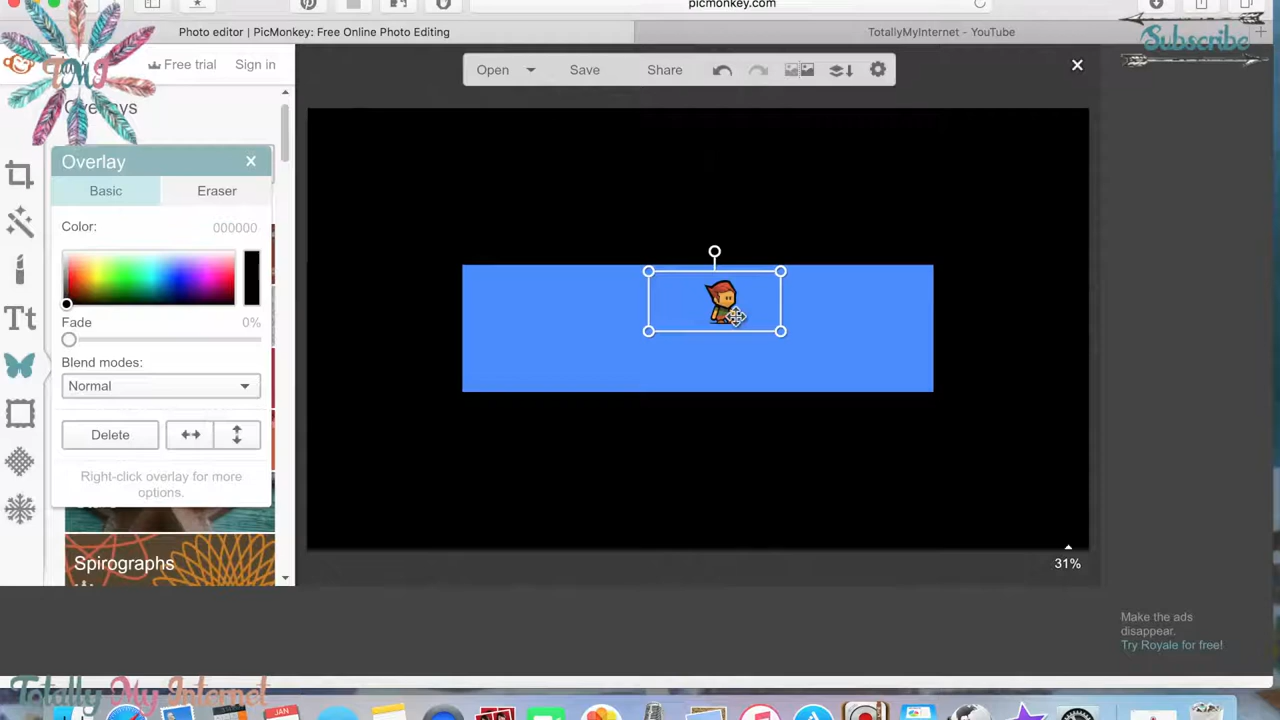 picmonkey.com
Photo editor | PicMonkey: Free Online Photo Editing
TotallyMyInternet - YouTube
Subscribe
TMI
Free trial
Sign in
Open
Save
Share
Overlay
Basic
Eraser
Color:
000000
Fade
0%
Blend modes:
Normal
Delete
Right-click overlay for more
options.
Spirographs
31%
Make the ads
disappear.
Try Royale for free!
Totally My Internet
JAN